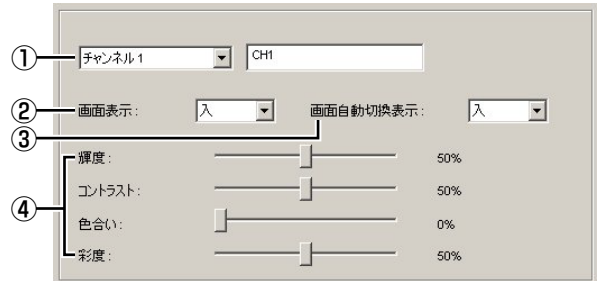 ① チャンネル 1 CH1
② 画面表示： 入 画面自動切換表示： 入
③
輝度： 50%
コントラスト： 50%
④
色合い： 0%
彩度： 50%